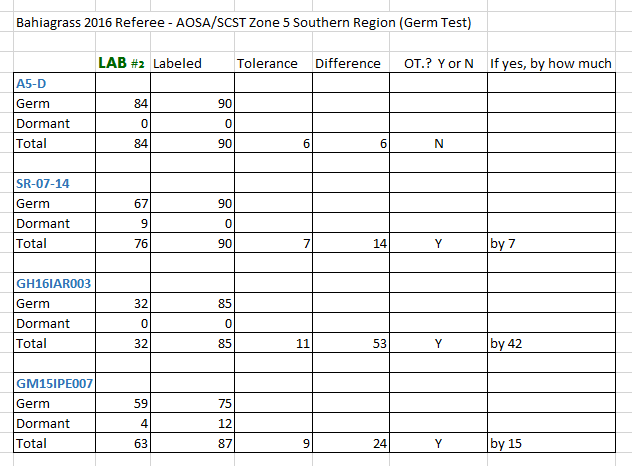 Bahiagrass 2016 Referee - AOSA/SCST Zone 5 Southern Region (Germ Test)
LAB #2 Labeled Tolerance Difference OT.? Y or N If yes, by how much
A5-D
Germ 84 90
Dormant 0 0
Total 84 90 6 6 N
SR-07-14
Germ 67 90
Dormant 9 0
Total 76 90 7 14 Y by 7
GH16IAR003
Germ 32 85
Dormant 0 0
Total 32 85 11 53 Y by 42
GM15IPE007
Germ 59 75
Dormant 4 12
Total 63 87 9 24 Y by 15